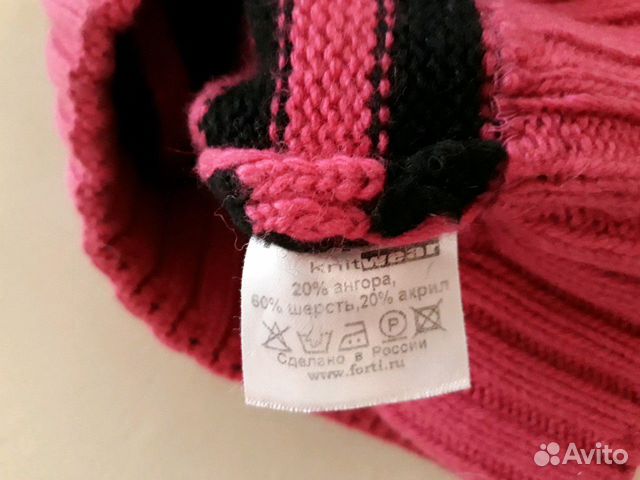 knitwear
20% ангора,
60% шерсть,20% акрил
Сделано в России
www.forti.ru
Avito